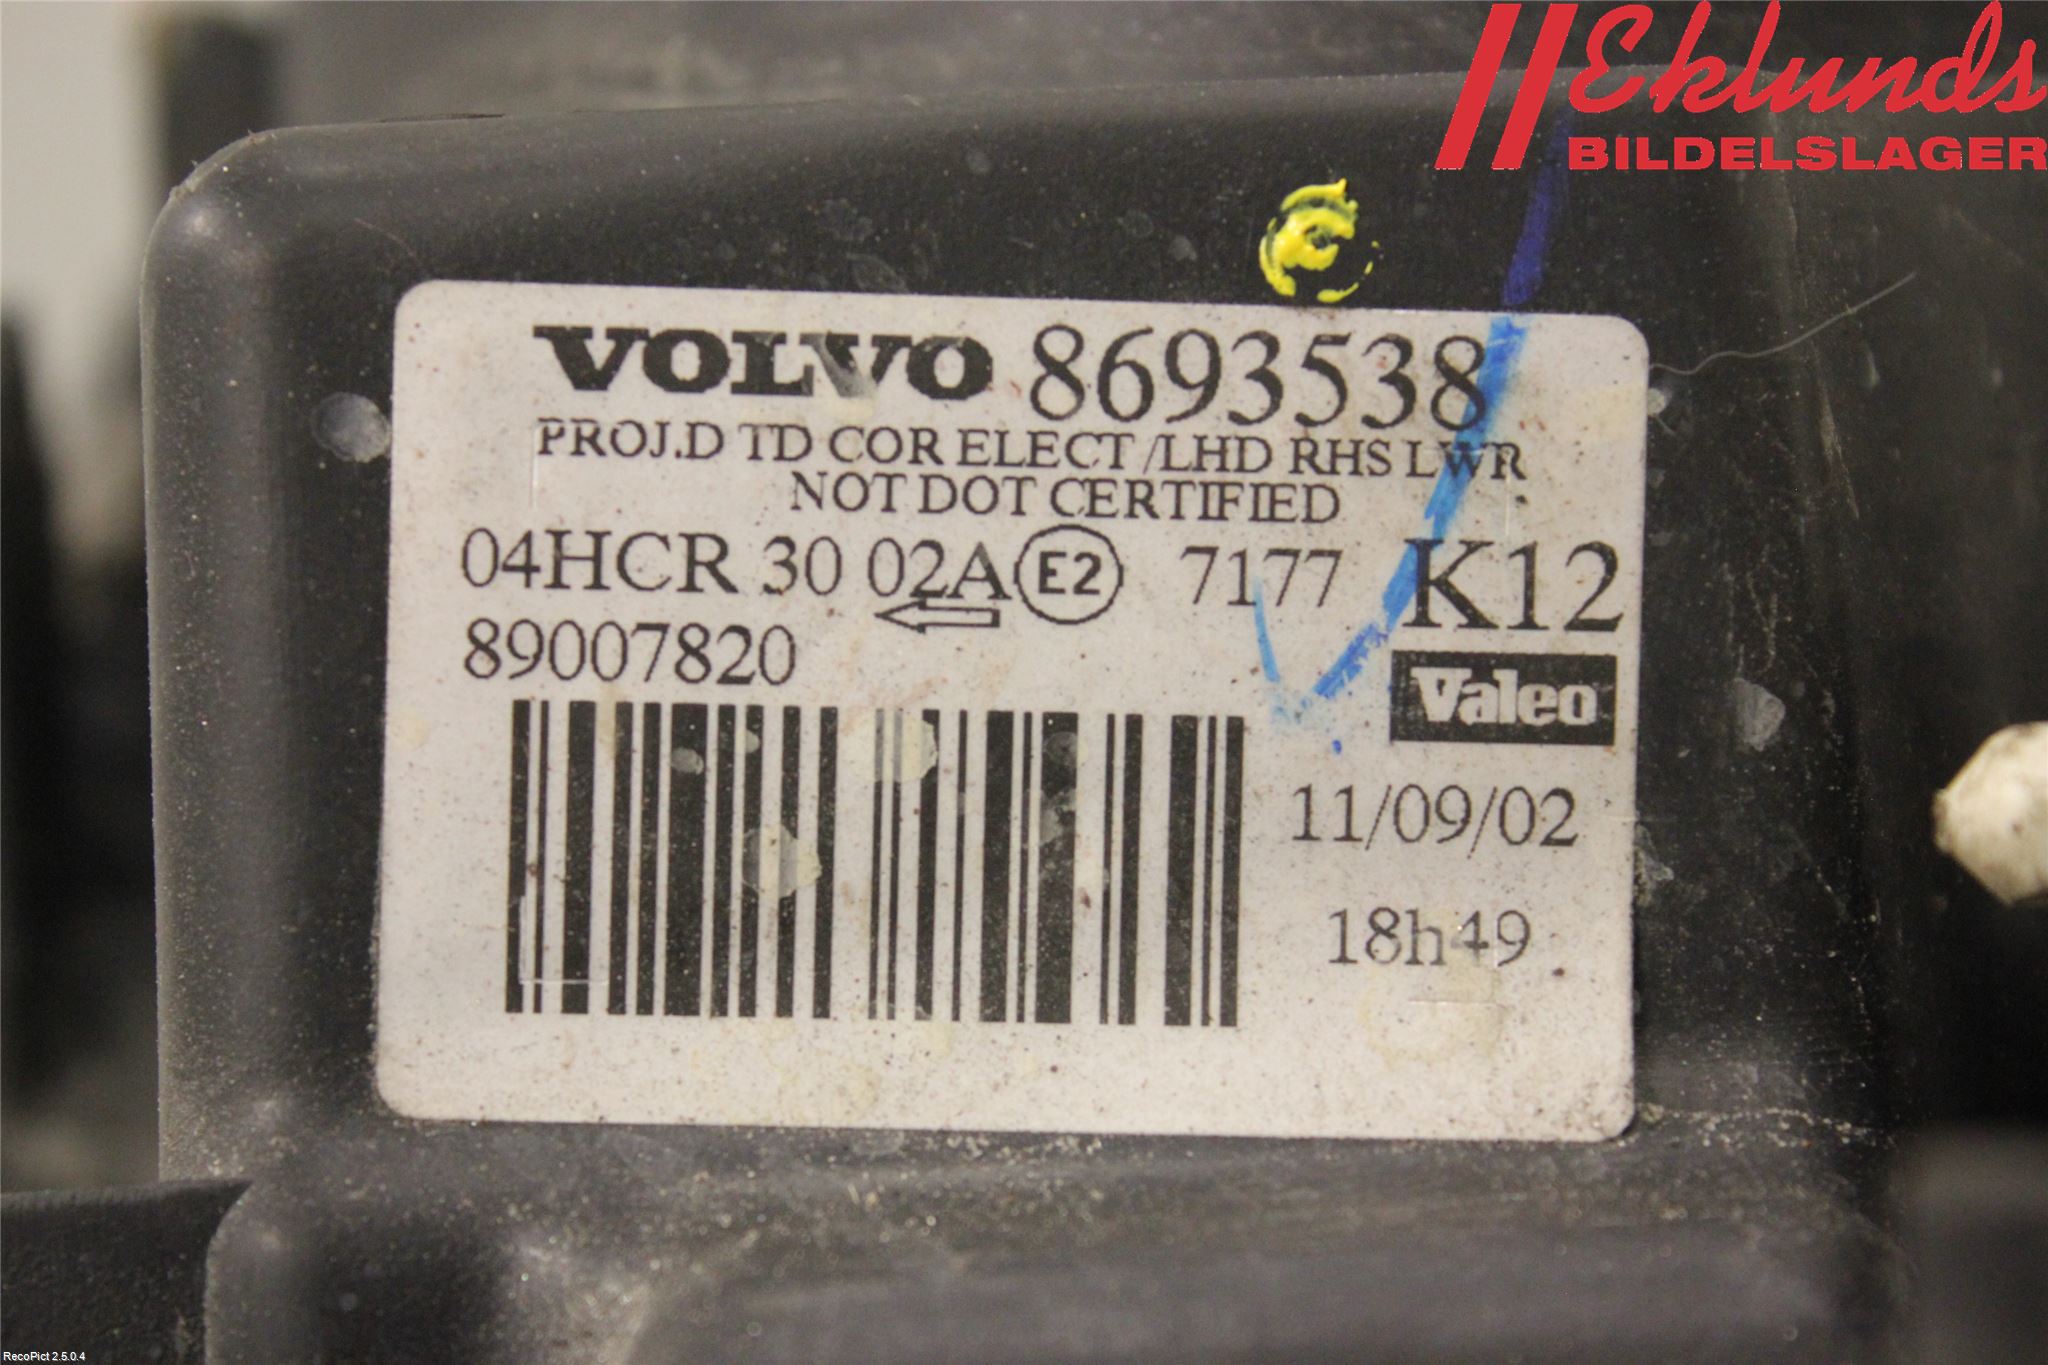 Eklunds
BILDELSLAGER
VOLVO 8693538
PROJ.D TD COR ELECT /LHD RHS LWR
NOT DOT CERTIFIED
04HCR 30 02A E2 7177 K12
89007820
Valeo
11/09/02
18h49
RecoPict 2.5.0.4